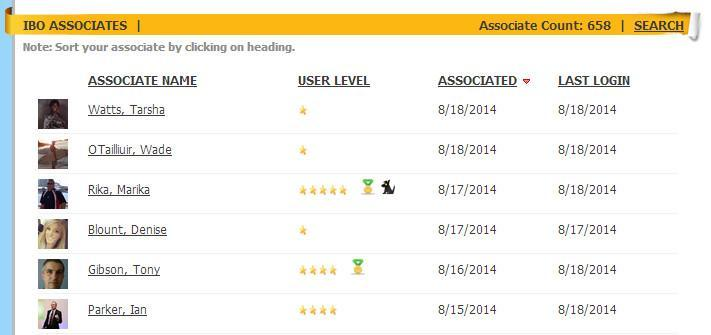 IBO ASSOCIATES | Associate Count: 658 | SEARCH
Note: Sort your associate by clicking on heading.
ASSOCIATE NAME USER LEVEL ASSOCIATED LAST LOGIN
Watts, Tarsha 8/18/2014 8/18/2014
OTailliuir, Wade 8/18/2014 8/18/2014
Rika, Marika 8/17/2014 8/18/2014
Blount, Denise 8/17/2014 8/17/2014
Gibson, Tony 8/16/2014 8/18/2014
Parker, Ian 8/15/2014 8/18/2014